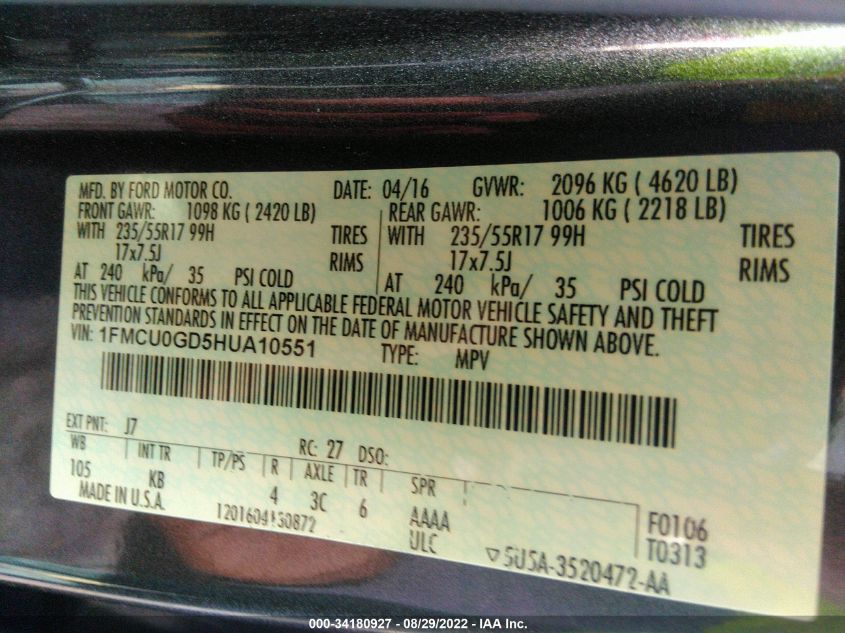 MFD. BY FORD MOTOR CO. DATE: 04/16 GVWR: 2096 KG ( 4620 LB)
FRONT GAWR: 1098 KG ( 2420 LB) REAR GAWR: 1006 KG ( 2218 LB)
WITH 235/55R17 99H TIRES WITH 235/55R17 99H TIRES
17x7.5J RIMS 17x7.5J RIMS
AT 240 kPa/ 35 PSI COLD AT 240 kPa/ 35 PSI COLD
THIS VEHICLE CONFORMS TO ALL APPLICABLE FEDERAL MOTOR VEHICLE SAFETY AND THEFT
PREVENTION STANDARDS IN EFFECT ON THE DATE OF MANUFACTURE SHOWN ABOVE.
VIN: 1FMCU0GD5HUA10551 TYPE: MPV
EXT PNT: J7 RC: 27 DSO:
WB INT TR TP/PS R AXLE TR SPR
105 KB 4 3C 6 AAAA F0106
MADE IN U.S.A. ULC T0313
5U5A-3520472-AA
000-34180927 - 08/29/2022 - IAA Inc.